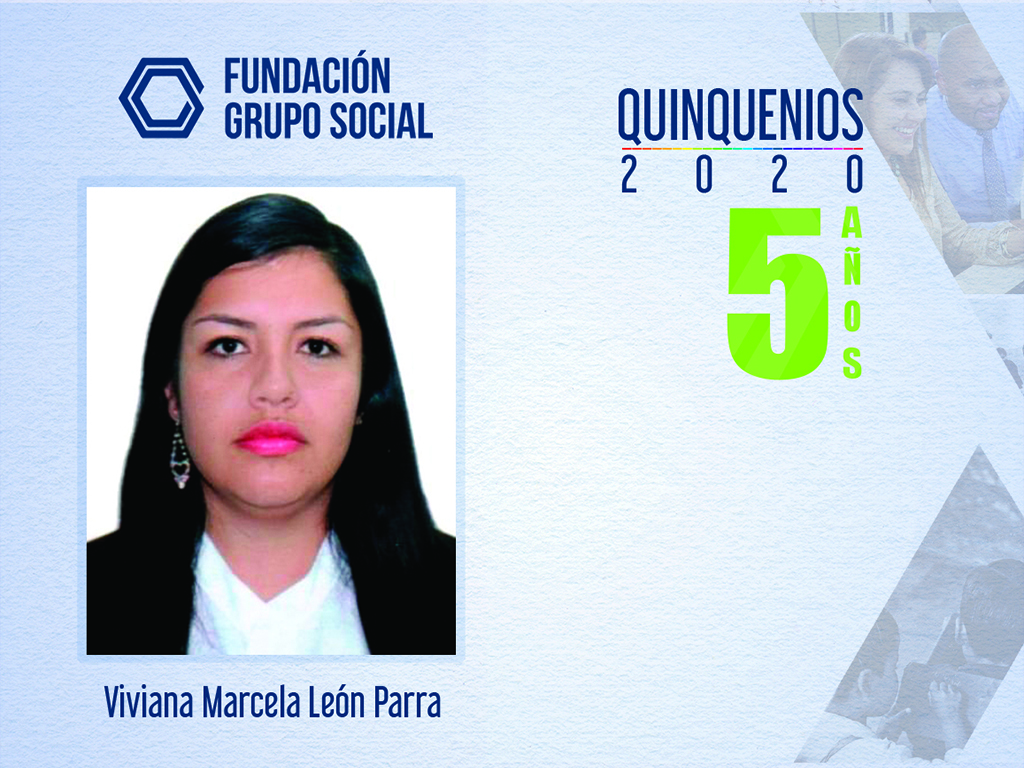 FUNDACIÓN
GRUPO SOCIAL
QUINQUENIOS
2020
5 AÑOS
Viviana Marcela León Parra